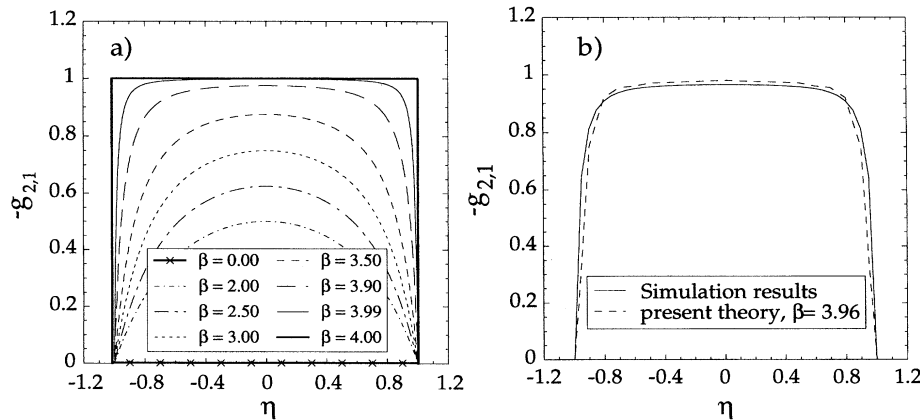 a)
1.2
1
0.8
0.6
0.4
0.2
0
-g2,1
β = 0.00
β = 2.00
β = 2.50
β = 3.00
β = 3.50
β = 3.90
β = 3.99
β = 4.00
-1.2 -0.8 -0.4 0 0.4 0.8 1.2
η
b)
1.2
1
0.8
0.6
0.4
0.2
0
-g2,1
Simulation results
present theory, β= 3.96
-1.2 -0.8 -0.4 0 0.4 0.8 1.2
η